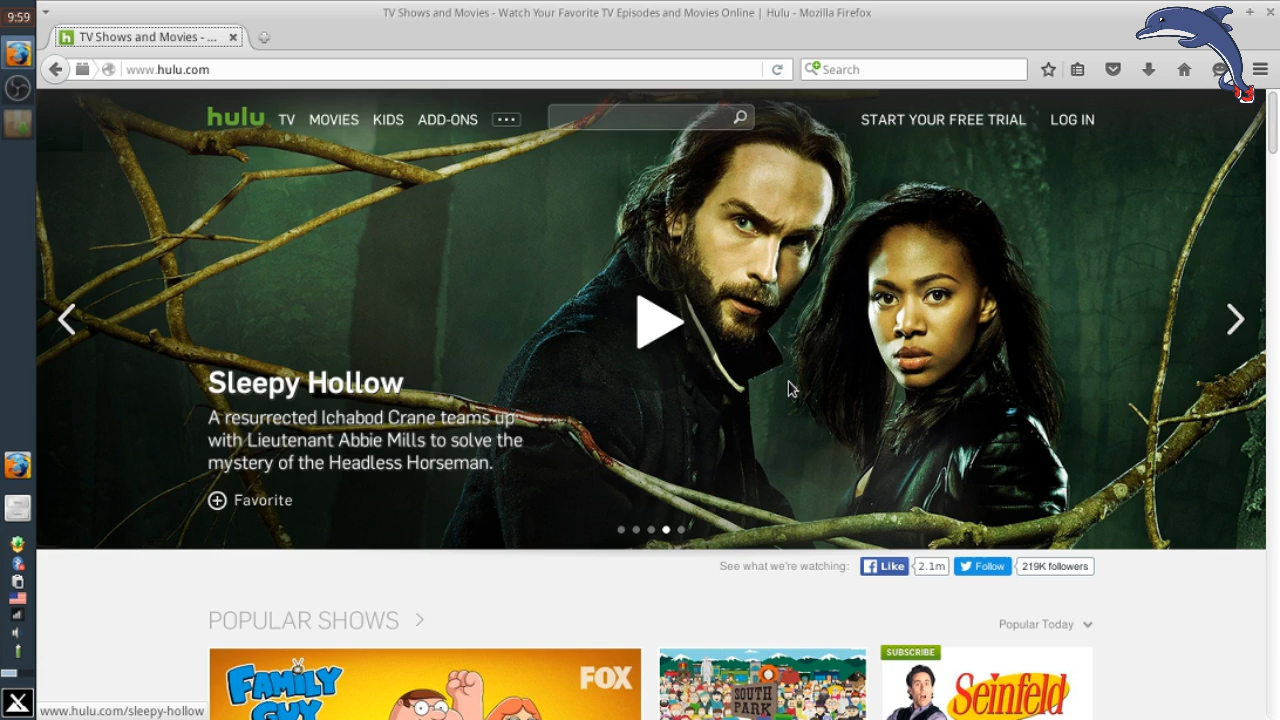 9:59
TV Shows and Movies - Watch Your Favorite TV Episodes and Movies Online | Hulu - Mozilla Firefox
TV Shows and Movies - ...
www.hulu.com
Search
hulu TV MOVIES KIDS ADD-ONS START YOUR FREE TRIAL LOG IN
Sleepy Hollow
A resurrected Ichabod Crane teams up
with Lieutenant Abbie Mills to solve the
mystery of the Headless Horseman.
Favorite
See what we're watching: Like 2.1m Follow 219K followers
POPULAR SHOWS
Popular Today
FAMILY
GUY
FOX
SOUTH
PARK
SUBSCRIBE
Seinfeld
www.hulu.com/sleepy-hollow